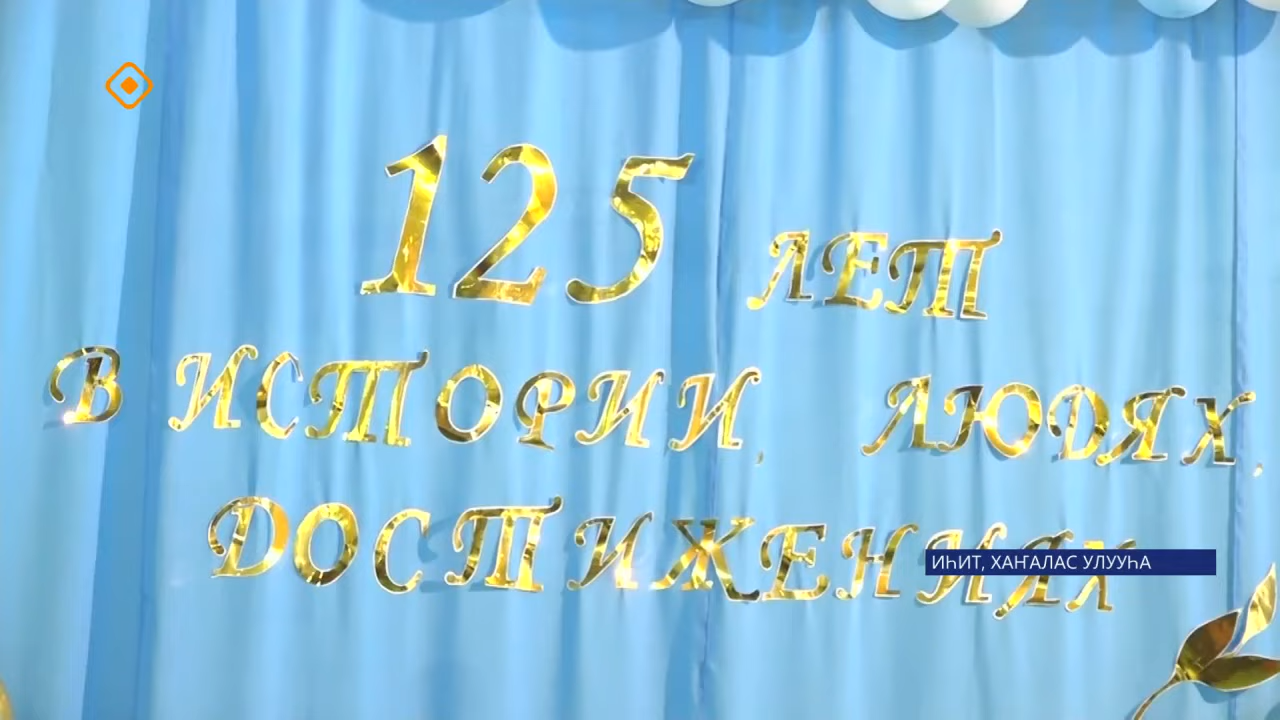 125 ЛЕТ
В ИСТОРИИ, ЛЮДЯХ,
ДОСТИЖЕНИЯХ
ИҺИТ, ХАҤАЛАС УЛУУҺА